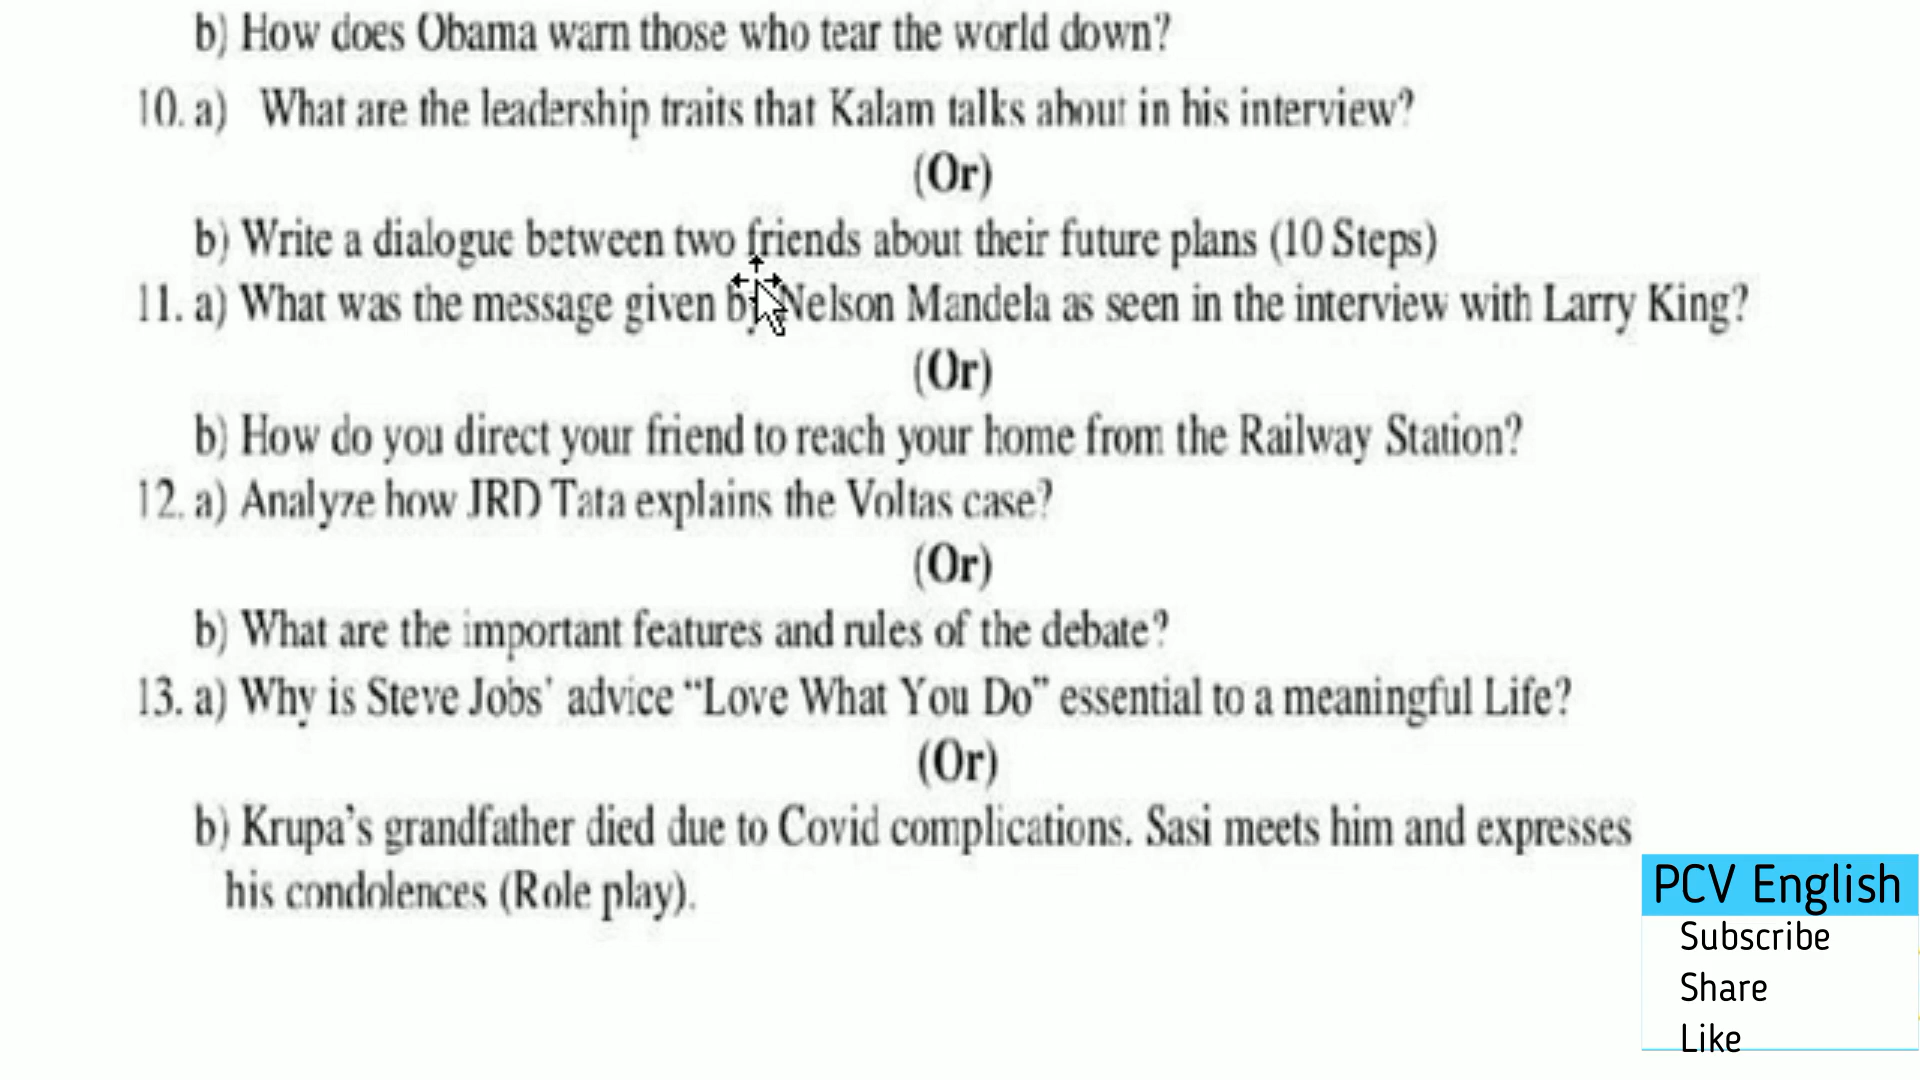 b) How does Obama warn those who tear the world down?
10. a) What are the leadership traits that Kalam talks about in his interview?
(Or)
b) Write a dialogue between two friends about their future plans (10 Steps)
11. a) What was the message given by Nelson Mandela as seen in the interview with Larry King?
(Or)
b) How do you direct your friend to reach your home from the Railway Station?
12. a) Analyze how JRD Tata explains the Voltas case?
(Or)
b) What are the important features and rules of the debate?
13. a) Why is Steve Jobs' advice “Love What You Do” essential to a meaningful Life?
(Or)
b) Krupa’s grandfather died due to Covid complications. Sasi meets him and expresses
his condolences (Role play).
PCV English
Subscribe
Share
Like